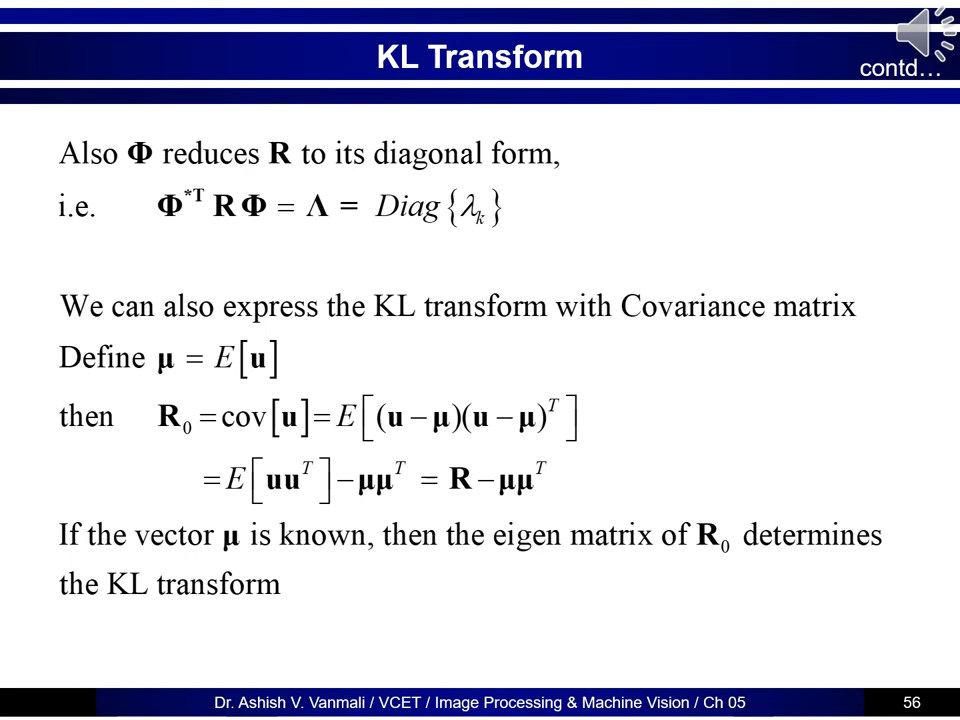 KL Transform
contd…
Also Φ reduces R to its diagonal form,
i.e. Φ*T R Φ = Λ = Diag{λk}
We can also express the KL transform with Covariance matrix
Define μ = E[u]
then R0 = cov[u] = E[(u − μ)(u − μ)T]
= E[uuT] − μμT = R − μμT
If the vector μ is known, then the eigen matrix of R0 determines
the KL transform
Dr. Ashish V. Vanmali / VCET / Image Processing & Machine Vision / Ch 05
56